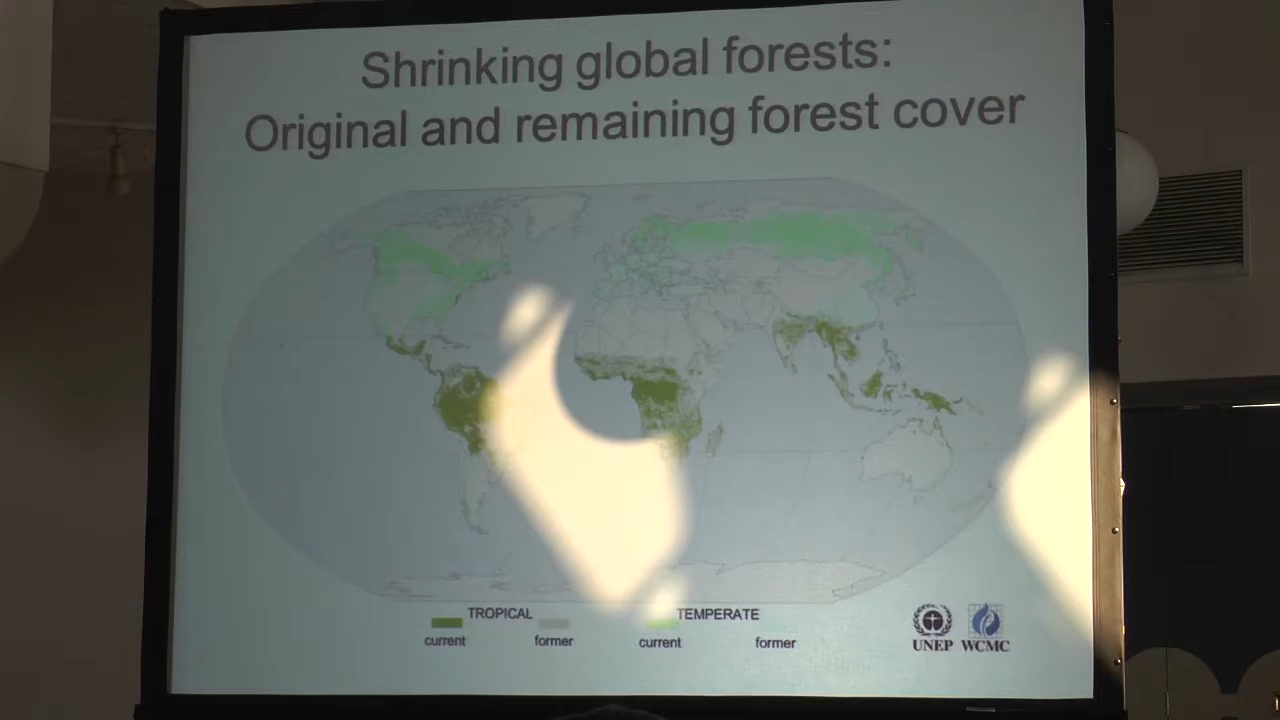 Shrinking global forests:
Original and remaining forest cover
TROPICAL
TEMPERATE
current
former
current
former
UNEP
WCMC